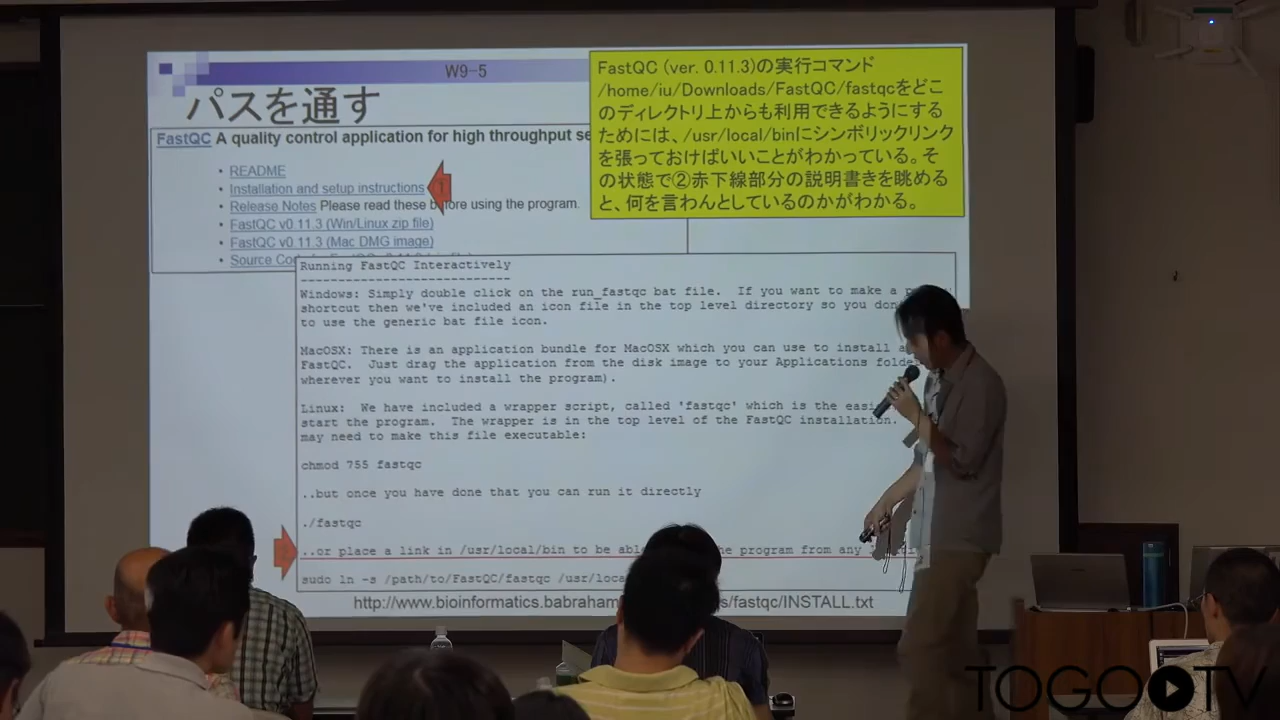 W9-5
パスを通す
FastQC (ver. 0.11.3)の実行コマンド
/home/iu/Downloads/FastQC/fastqcをどこ
のディレクトリ上からも利用できるようにする
ためには、/usr/local/binにシンボリックリンク
を張っておけばいいことがわかっている。そ
の状態で②赤下線部分の説明書きを眺める
と、何を言わんとしているのかがわかる。
FastQC A quality control application for high throughput
• README
• Installation and setup instructions ①
• Release Notes Please read these before using the program.
• FastQC v0.11.3 (Win/Linux zip file)
• FastQC v0.11.3 (Mac DMG image)
• Source
Running FastQC Interactively
----------------------------
Windows: Simply double click on the run_fastqc bat file. If you want to make a
shortcut then we've included an icon file in the top level directory so you
to use the generic bat file icon.
MacOSX: There is an application bundle for MacOSX which you can use to install
FastQC. Just drag the application from the disk image to your Applications
wherever you want to install the program).
Linux: We have included a wrapper script, called 'fastqc' which is the
start the program. The wrapper is in the top level of the FastQC installation.
may need to make this file executable:
chmod 755 fastqc
..but once you have done that you can run it directly
./fastqc
..or place a link in /usr/local/bin to be program from any
sudo ln -s /path/to/FastQC/fastqc
http://www.bioinformatics.babraham /fastqc/INSTALL.txt
TOGO TV